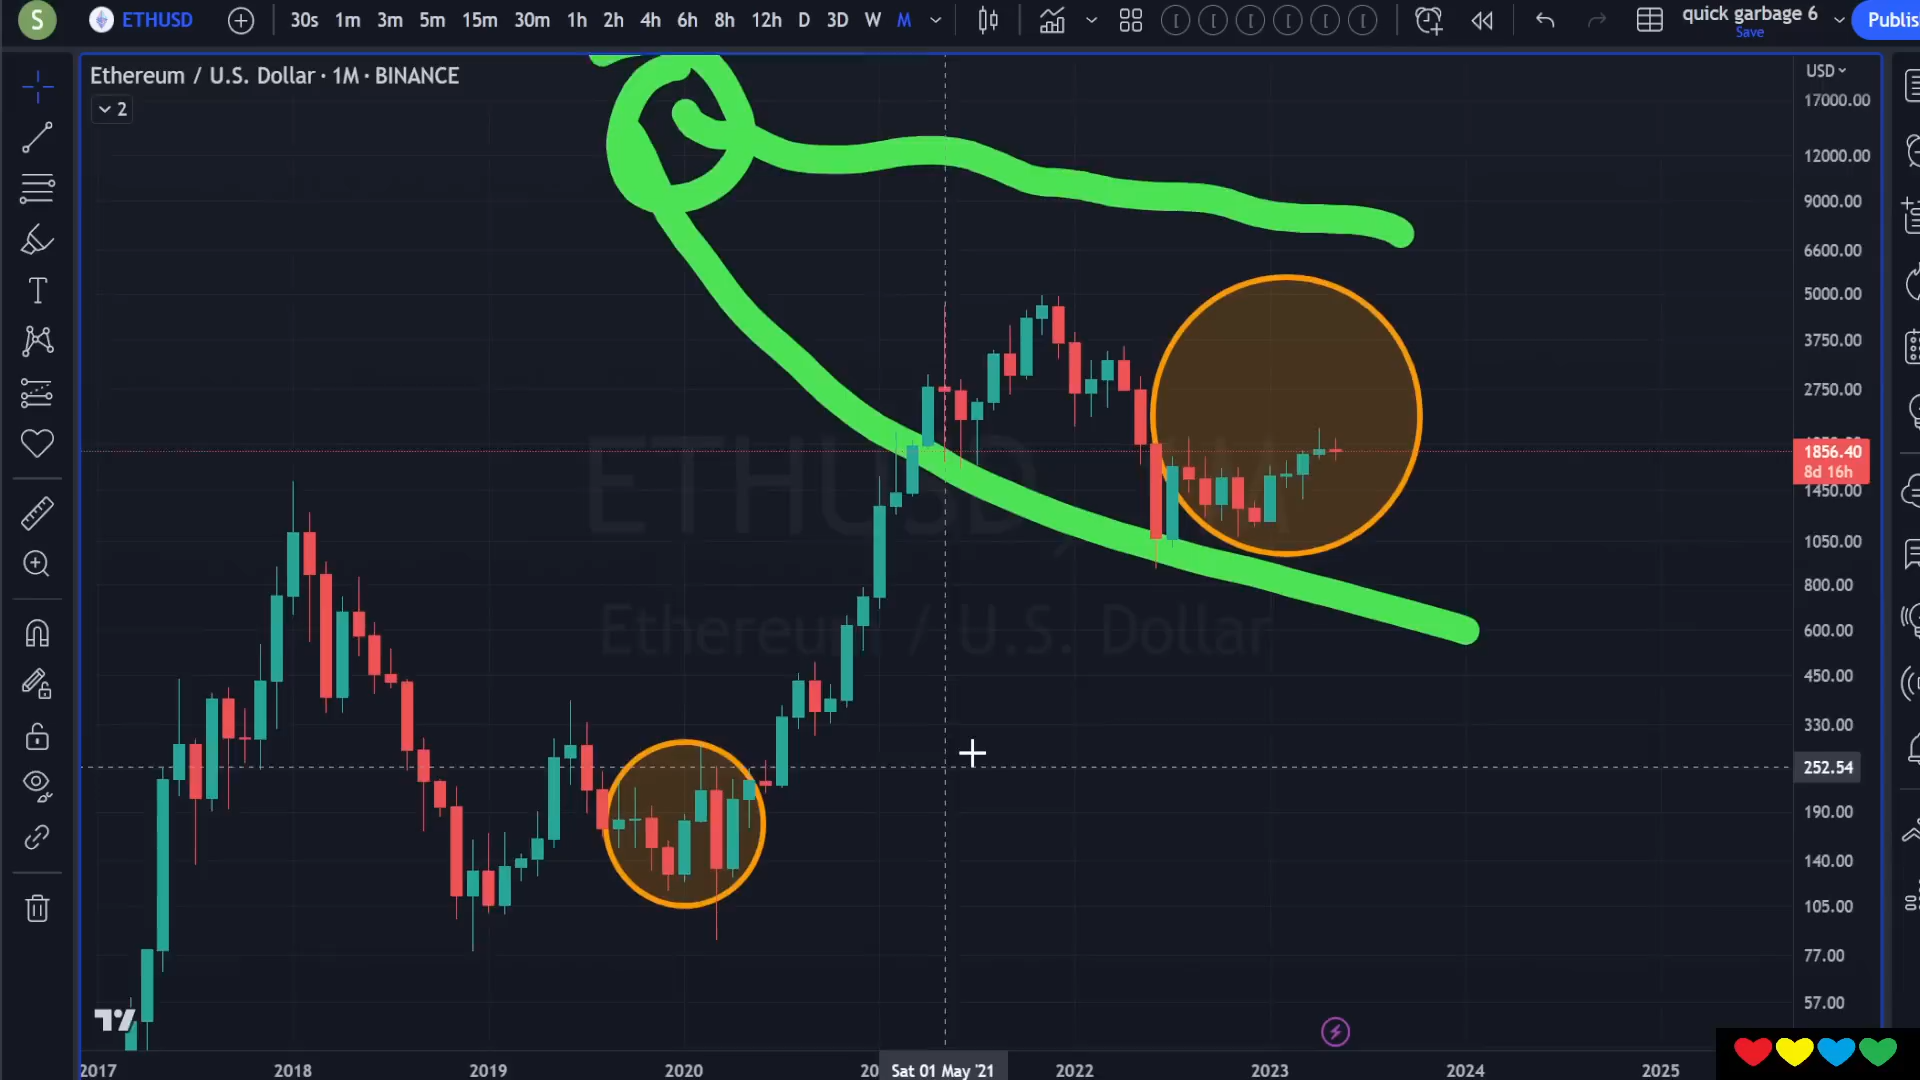 S
ETHUSD
30s 1m 3m 5m 15m 30m 1h 2h 4h 6h 8h 12h D 3D W M
quick garbage 6
Save
Publis
Ethereum / U.S. Dollar · 1M · BINANCE
2
USD
17000.00
12000.00
9000.00
6600.00
5000.00
3750.00
2750.00
1856.40
8d 16h
1450.00
1050.00
800.00
600.00
450.00
330.00
252.54
190.00
140.00
105.00
77.00
57.00
ETHUSD, 1M
Ethereum / U.S. Dollar
T
2017 2018 2019 2020 20 Sat 01 May '21 2022 2023 2024 2025